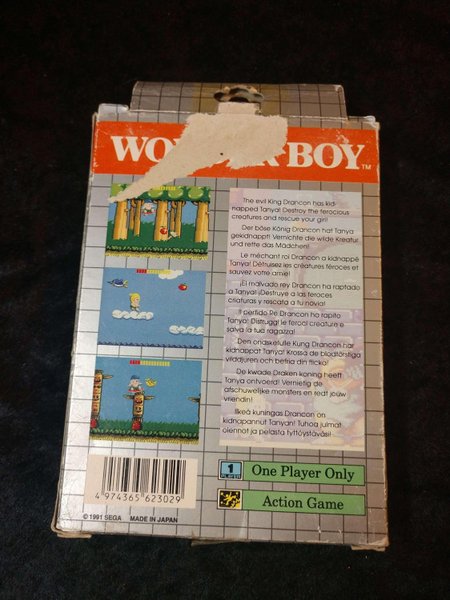 WONDER BOY™
The evil King Drancon has kid-
napped Tanya! Destroy the ferocious
creatures and rescue your girl!
Der böse König Drancon hat Tanya
gekidnappt! Vernichte die wilde Kreatur
und rette das Mädchen!
Le méchant roi Drancon a kidnappé
Tanya! Détruisez les créatures féroces et
sauvez votre amie!
¡El malvado rey Drancon ha raptado
a Tanya! ¡Destruye a las feroces
criaturas y rescata a tu novia!
Il perfido Re Drancon ha rapito
Tanya! Distruggi le feroci creature e
salva la tua ragazza!
Den ondskefulle Kung Drancon har
kidnappat Tanya! Krossa de blodtörstiga
vilddjuren och befria din flicka!
De kwade Draken koning heeft
Tanya ontvoerd! Vernietig de
afschuwelijke monsters en red jouw
vriendin!
Ilkeä kuningas Drancon on
kidnapannut Tanyan! Tuhoa julmat
olennot ja pelasta tyttöystäväsi!
1
PLAYER
One Player Only
Action Game
4 974365 623029
© 1991 SEGA MADE IN JAPAN